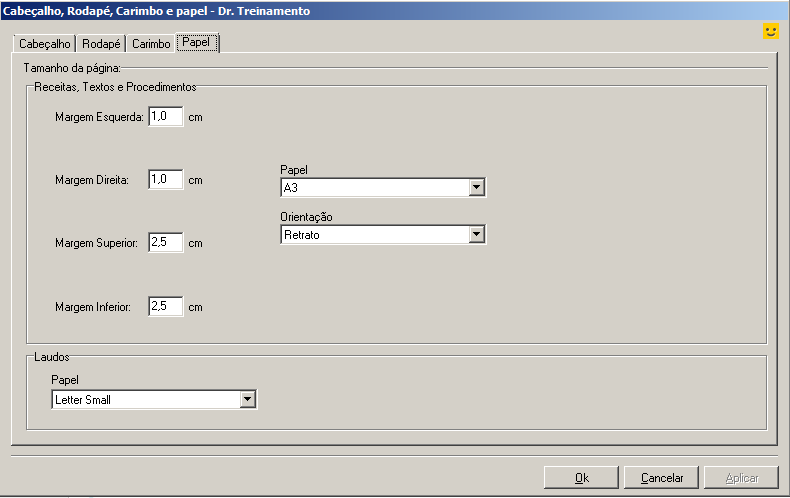 Cabeçalho, Rodapé, Carimbo e papel - Dr. Treinamento
Cabeçalho Rodapé Carimbo Papel
Tamanho da página:
Receitas, Textos e Procedimentos
Margem Esquerda: 1,0 cm
Margem Direita: 1,0 cm
Papel
A3
Orientação
Retrato
Margem Superior: 2,5 cm
Margem Inferior: 2,5 cm
Laudos
Papel
Letter Small
Ok Cancelar Aplicar